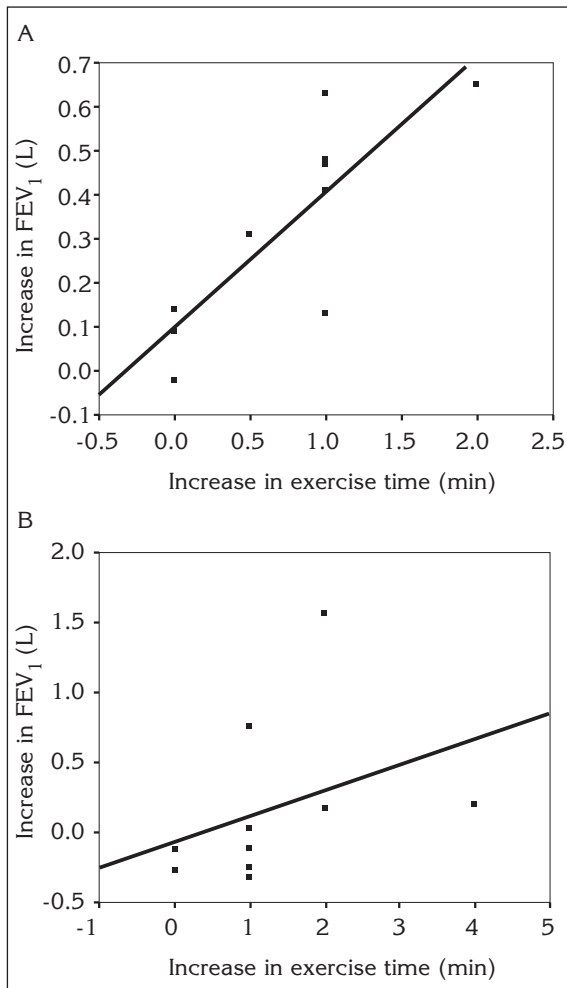 A
0.7
0.6
0.5
0.4
0.3
0.2
0.1
0.0
-0.1
Increase in FEV₁ (L)
-0.5 0.0 0.5 1.0 1.5 2.0 2.5
Increase in exercise time (min)
B
2.0
1.5
1.0
0.5
0.0
-0.5
Increase in FEV₁ (L)
-1 0 1 2 3 4 5
Increase in exercise time (min)